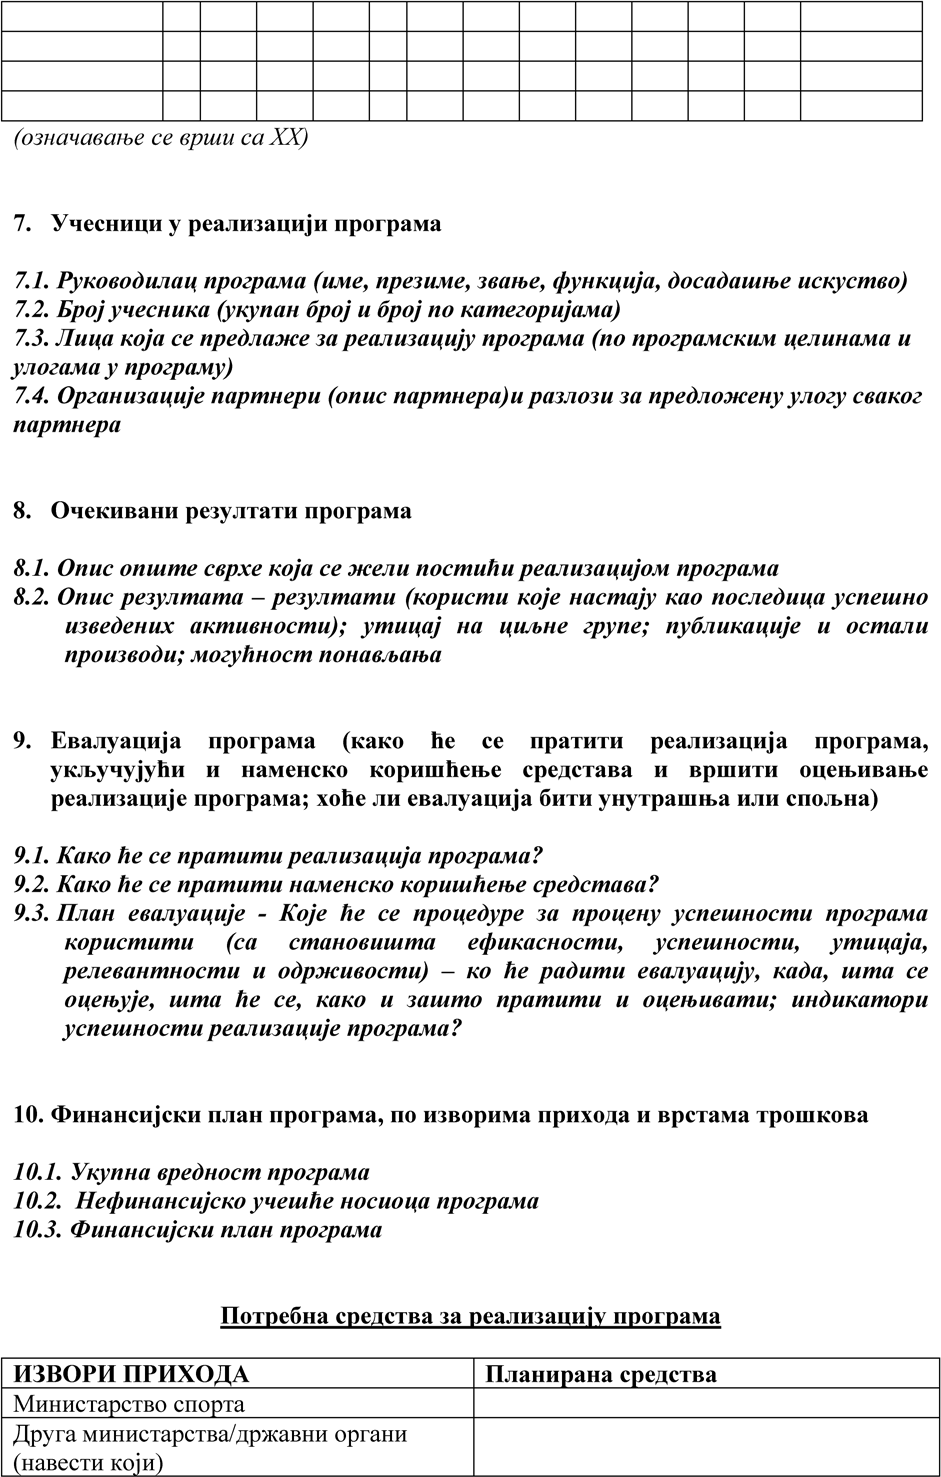 (означавање се врши са XX)
7. Учесници у реализацији програма
7.1. Руководилац програма (име, презиме, звање, функција, досадашње искуство)
7.2. Број учесника (укупан број и број по категоријама)
7.3. Лица која се предлаже за реализацију програма (по програмским целинама и
улогама у програму)
7.4. Организације партнери (опис партнера)и разлози за предложену улогу сваког
партнера
8. Очекивани резултати програма
8.1. Опис опште сврхе која се жели постићи реализацијом програма
8.2. Опис резултата – резултати (користи које настају као последица успешно
изведених активности); утицај на циљне групе; публикације и остали
производи; могућност понављања
9. Евалуација програма (како ће се пратити реализација програма,
укључујући и наменско коришћење средстава и вршити оцењивање
реализације програма; хоће ли евалуација бити унутрашња или спољна)
9.1. Како ће се пратити реализација програма?
9.2. Како ће се пратити наменско коришћење средстава?
9.3. План евалуације - Које ће се процедуре за процену успешности програма
користити (са становишта ефикасности, успешности, утицаја,
релевантности и одрживости) – ко ће радити евалуацију, када, шта се
оцењује, шта ће се, како и зашто пратити и оцењивати; индикатори
успешности реализације програма?
10. Финансијски план програма, по изворима прихода и врстама трошкова
10.1. Укупна вредност програма
10.2. Нефинансијско учешће носиоца програма
10.3. Финансијски план програма
Потребна средства за реализацију програма
ИЗВОРИ ПРИХОДА Планирана средства
Министарство спорта
Друга министарства/државни органи
(навести који)